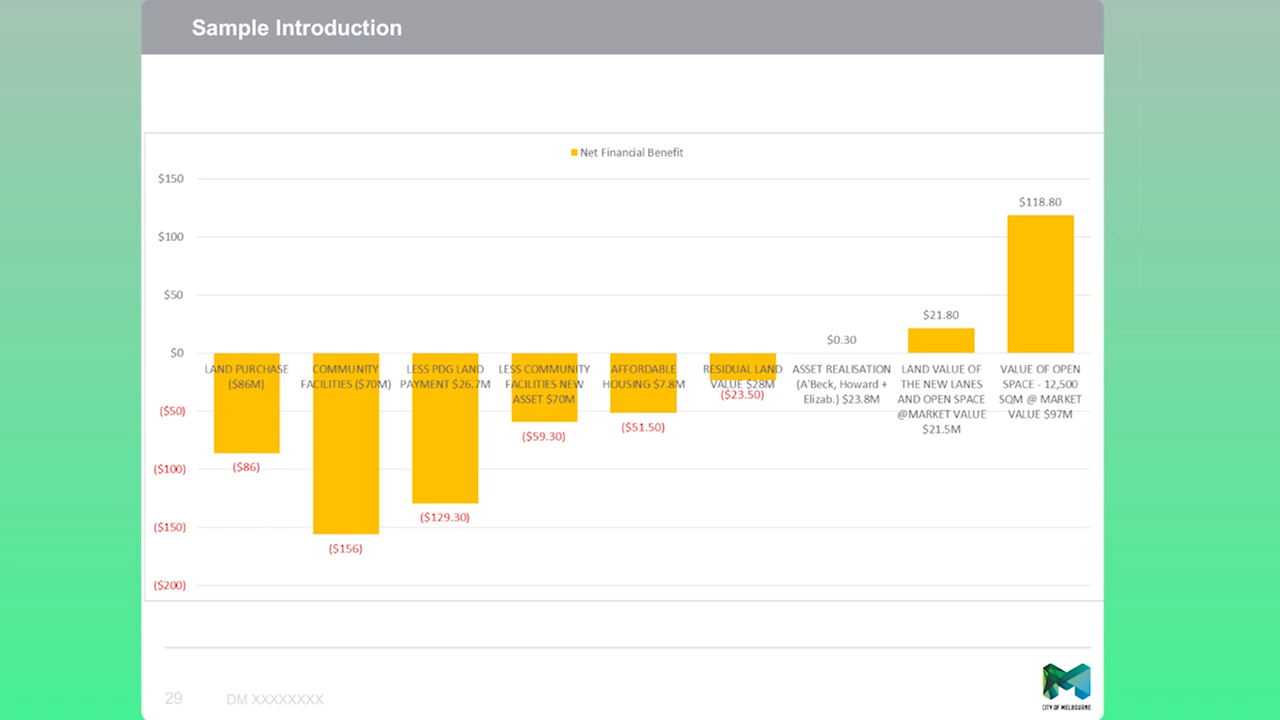 Sample Introduction
Net Financial Benefit
$150
$100
$50
$0
($50)
($100)
($150)
($200)
LAND PURCHASE
($86M)
($86)
COMMUNITY
FACILITIES ($70M)
($156)
LESS PDG LAND
PAYMENT $26.7M
($129.30)
LESS COMMUNITY
FACILITIES NEW
ASSET $70M
($59.30)
AFFORDABLE
HOUSING $7.8M
($51.50)
RESIDUAL LAND
VALUE $28M
($23.50)
$0.30
ASSET REALISATION
(A'Beck, Howard +
Elizab.) $23.8M
$21.80
LAND VALUE OF
THE NEW LANES
AND OPEN SPACE
@MARKET VALUE
$21.5M
$118.80
VALUE OF OPEN
SPACE - 12,500
SQM @ MARKET
VALUE $97M
29
DM XXXXXXXX
CITY OF MELBOURNE